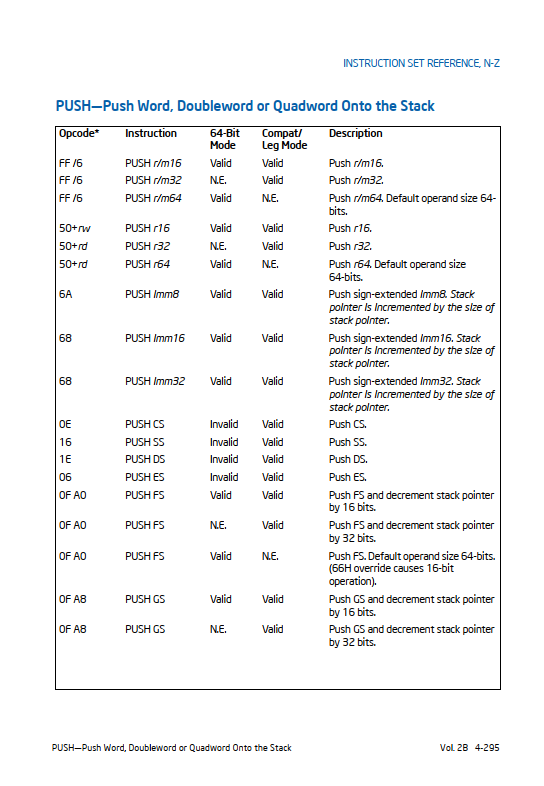 INSTRUCTION SET REFERENCE, N-Z
PUSH—Push Word, Doubleword or Quadword Onto the Stack
Opcode* Instruction 64-Bit Mode Compat/ Leg Mode Description
FF /6 PUSH r/m16 Valid Valid Push r/m16.
FF /6 PUSH r/m32 N.E. Valid Push r/m32.
FF /6 PUSH r/m64 Valid N.E. Push r/m64. Default operand size 64-
bits.
50+rw PUSH r16 Valid Valid Push r16.
50+rd PUSH r32 N.E. Valid Push r32.
50+rd PUSH r64 Valid N.E. Push r64. Default operand size
64-bits.
6A PUSH imm8 Valid Valid Push sign-extended imm8. Stack
pointer is incremented by the size of
stack pointer.
68 PUSH imm16 Valid Valid Push sign-extended imm16. Stack
pointer is incremented by the size of
stack pointer.
68 PUSH imm32 Valid Valid Push sign-extended imm32. Stack
pointer is incremented by the size of
stack pointer.
0E PUSH CS Invalid Valid Push CS.
16 PUSH SS Invalid Valid Push SS.
1E PUSH DS Invalid Valid Push DS.
06 PUSH ES Invalid Valid Push ES.
0F A0 PUSH FS Valid Valid Push FS and decrement stack pointer
by 16 bits.
0F A0 PUSH FS N.E. Valid Push FS and decrement stack pointer
by 32 bits.
0F A0 PUSH FS Valid N.E. Push FS. Default operand size 64-bits.
(66H override causes 16-bit
operation).
0F A8 PUSH GS Valid Valid Push GS and decrement stack pointer
by 16 bits.
0F A8 PUSH GS N.E. Valid Push GS and decrement stack pointer
by 32 bits.
PUSH—Push Word, Doubleword or Quadword Onto the Stack Vol. 2B 4-295